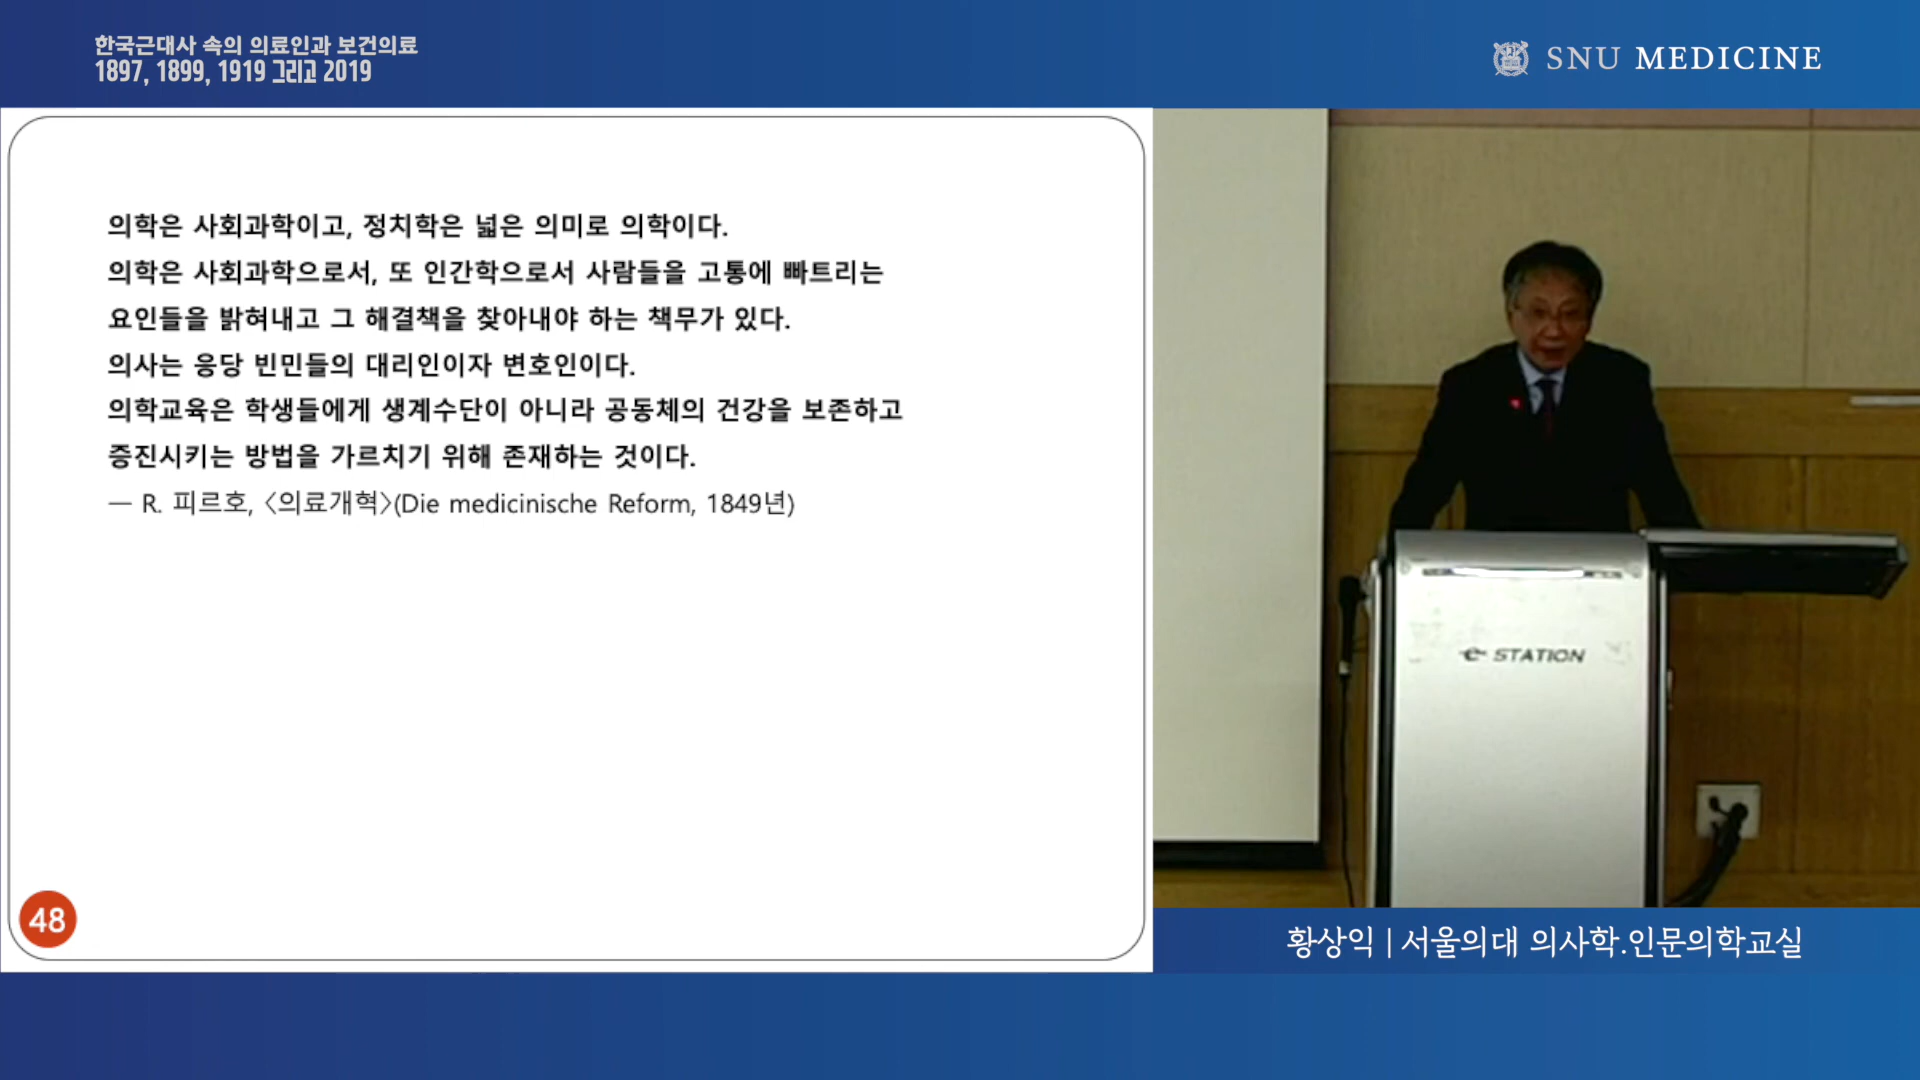 한국근대사 속의 의료인과 보건의료
1897, 1899, 1919 그리고 2019
SNU MEDICINE
의학은 사회과학이고, 정치학은 넓은 의미로 의학이다.
의학은 사회과학으로서, 또 인간학으로서 사람들을 고통에 빠트리는
요인들을 밝혀내고 그 해결책을 찾아내야 하는 책무가 있다.
의사는 응당 빈민들의 대리인이자 변호인이다.
의학교육은 학생들에게 생계수단이 아니라 공동체의 건강을 보존하고
증진시키는 방법을 가르치기 위해 존재하는 것이다.
— R. 피르호, 〈의료개혁〉(Die medicinische Reform, 1849년)
48
e-STATION
황상익 | 서울의대 의사학.인문의학교실